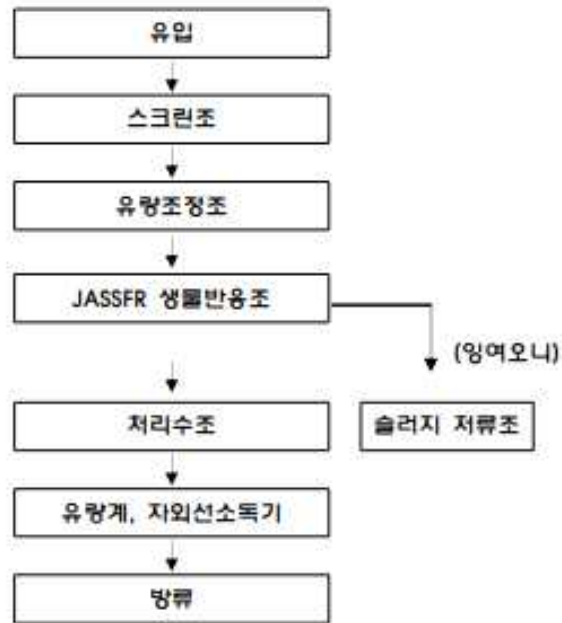 유입
스크린조
유량조정조
JASSFR 생물반응조
(잉여오니)
처리수조
슬러지 저류조
유량계, 자외선소독기
방류